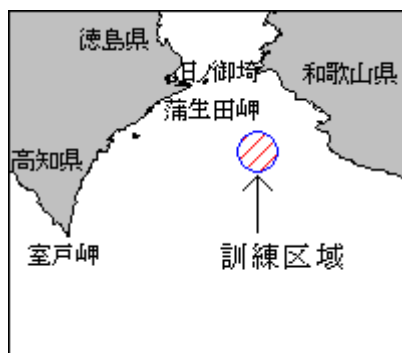 徳島県
日ノ御埼
和歌山県
蒲生田岬
高知県
室戸岬
訓練区域